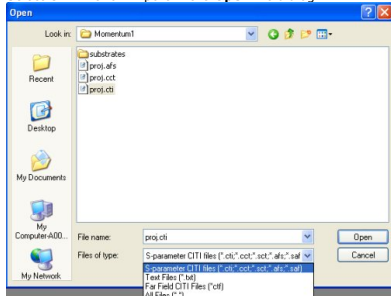 Open
Look in: Momentum1
substrates
proj.afs
proj.cct
proj.cti
Recent
Desktop
My Documents
My
Computer-A00...
My Network
File name: proj.cti Open
Files of type: S-parameter CITI files (*.cti;*.cct;*.sct;*.afs;*.saf Cancel
S-parameter CITI files (*.cti;*.cct;*.sct;*.afs;*.saf)
Text Files (*.txt)
Far Field CITI Files (*ctf)
All Files (*.*)